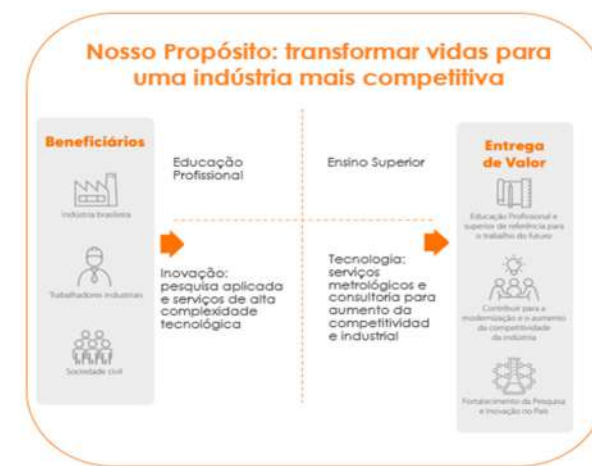 Nosso Propósito: transformar vidas para
uma indústria mais competitiva
Beneficiários
Indústria brasileira
Trabalhadores industriais
Sociedade civil
Educação
Profissional
Ensino Superior
Inovação:
pesquisa aplicada
e serviços de alta
complexidade
tecnológica
Tecnologia:
serviços
metrológicos e
consultoria para
aumento da
competitividad
e industrial
Entrega
de Valor
Educação Profissional e
superior de referência para
o trabalho do futuro
Contribuir para a
modernização e o aumento
da competitividade
da indústria
Fortalecimento da Pesquisa
e Inovação no País